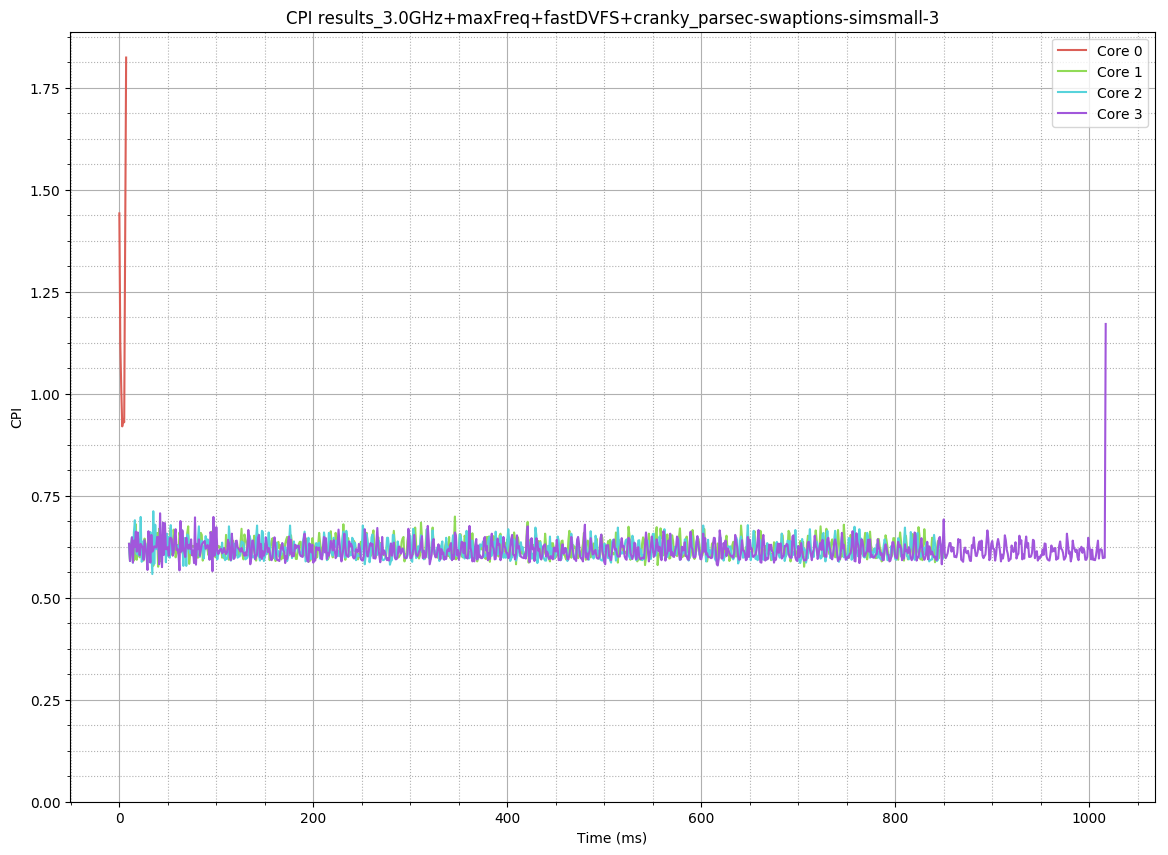 CPI results_3.0GHz+maxFreq+fastDVFS+cranky_parsec-swaptions-simsmall-3
Core 0
Core 1
Core 2
Core 3
1.75
1.50
1.25
1.00
0.75
0.50
0.25
0.00
CPI
0 200 400 600 800 1000
Time (ms)